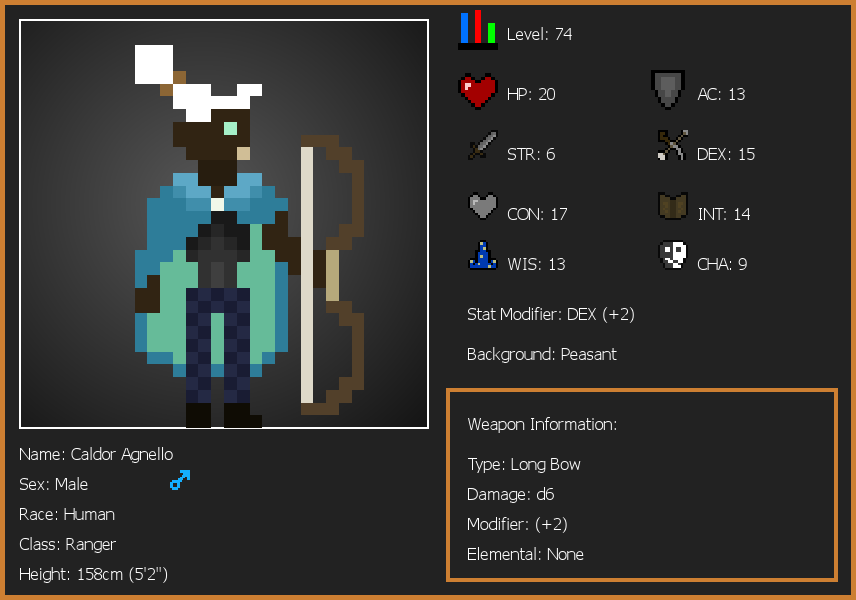 Level: 74
HP: 20
AC: 13
STR: 6
DEX: 15
CON: 17
INT: 14
WIS: 13
CHA: 9
Stat Modifier: DEX (+2)
Background: Peasant
Weapon Information:
Type: Long Bow
Damage: d6
Modifier: (+2)
Elemental: None
Name: Caldor Agnello
Sex: Male
Race: Human
Class: Ranger
Height: 158cm (5'2")